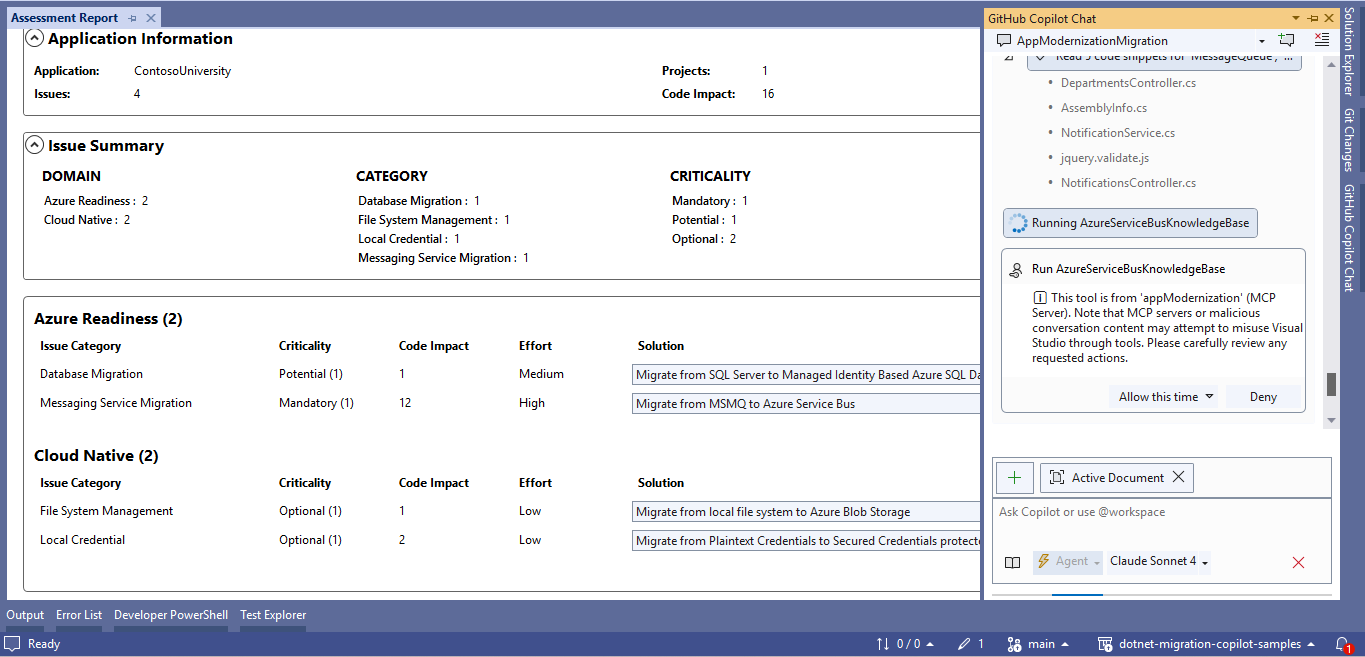 Assessment Report
Application Information
Application: ContosoUniversity
Projects: 1
Issues: 4
Code Impact: 16
Issue Summary
DOMAIN
Azure Readiness : 2
Cloud Native : 2
CATEGORY
Database Migration : 1
File System Management : 1
Local Credential : 1
Messaging Service Migration : 1
CRITICALITY
Mandatory : 1
Potential : 1
Optional : 2
Azure Readiness (2)
Issue Category Criticality Code Impact Effort Solution
Database Migration Potential (1) 1 Medium Migrate from SQL Server to Managed Identity Based Azure SQL Da
Messaging Service Migration Mandatory (1) 12 High Migrate from MSMQ to Azure Service Bus
Cloud Native (2)
Issue Category Criticality Code Impact Effort Solution
File System Management Optional (1) 1 Low Migrate from local file system to Azure Blob Storage
Local Credential Optional (1) 2 Low Migrate from Plaintext Credentials to Secured Credentials protecte
GitHub Copilot Chat
AppModernizationMigration
Read 5 code snippets for 'MessageQueue', ...
• DepartmentsController.cs
• AssemblyInfo.cs
• NotificationService.cs
• jquery.validate.js
• NotificationsController.cs
Running AzureServiceBusKnowledgeBase
Run AzureServiceBusKnowledgeBase
This tool is from 'appModernization' (MCP
Server). Note that MCP servers or malicious
conversation content may attempt to misuse Visual
Studio through tools. Please carefully review any
requested actions.
Allow this time
Deny
Active Document
Ask Copilot or use @workspace
Agent
Claude Sonnet 4
Solution Explorer
Git Changes
GitHub Copilot Chat
Output
Error List
Developer PowerShell
Test Explorer
Ready
0 / 0
1
main
dotnet-migration-copilot-samples
1